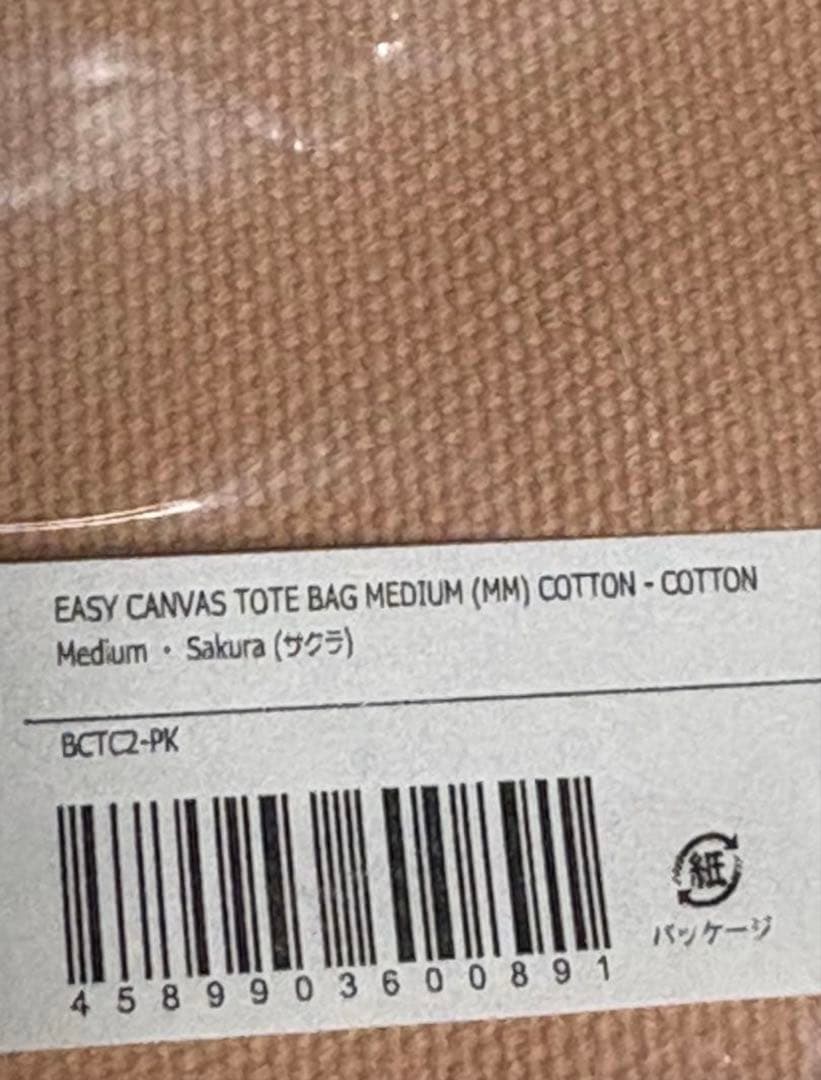 EASY CANVAS TOTE BAG MEDIUM (MM) COTTON - COTTON
Medium・Sakura (サクラ)
BCTC2-PK
4589903600891
紙
パッケージ